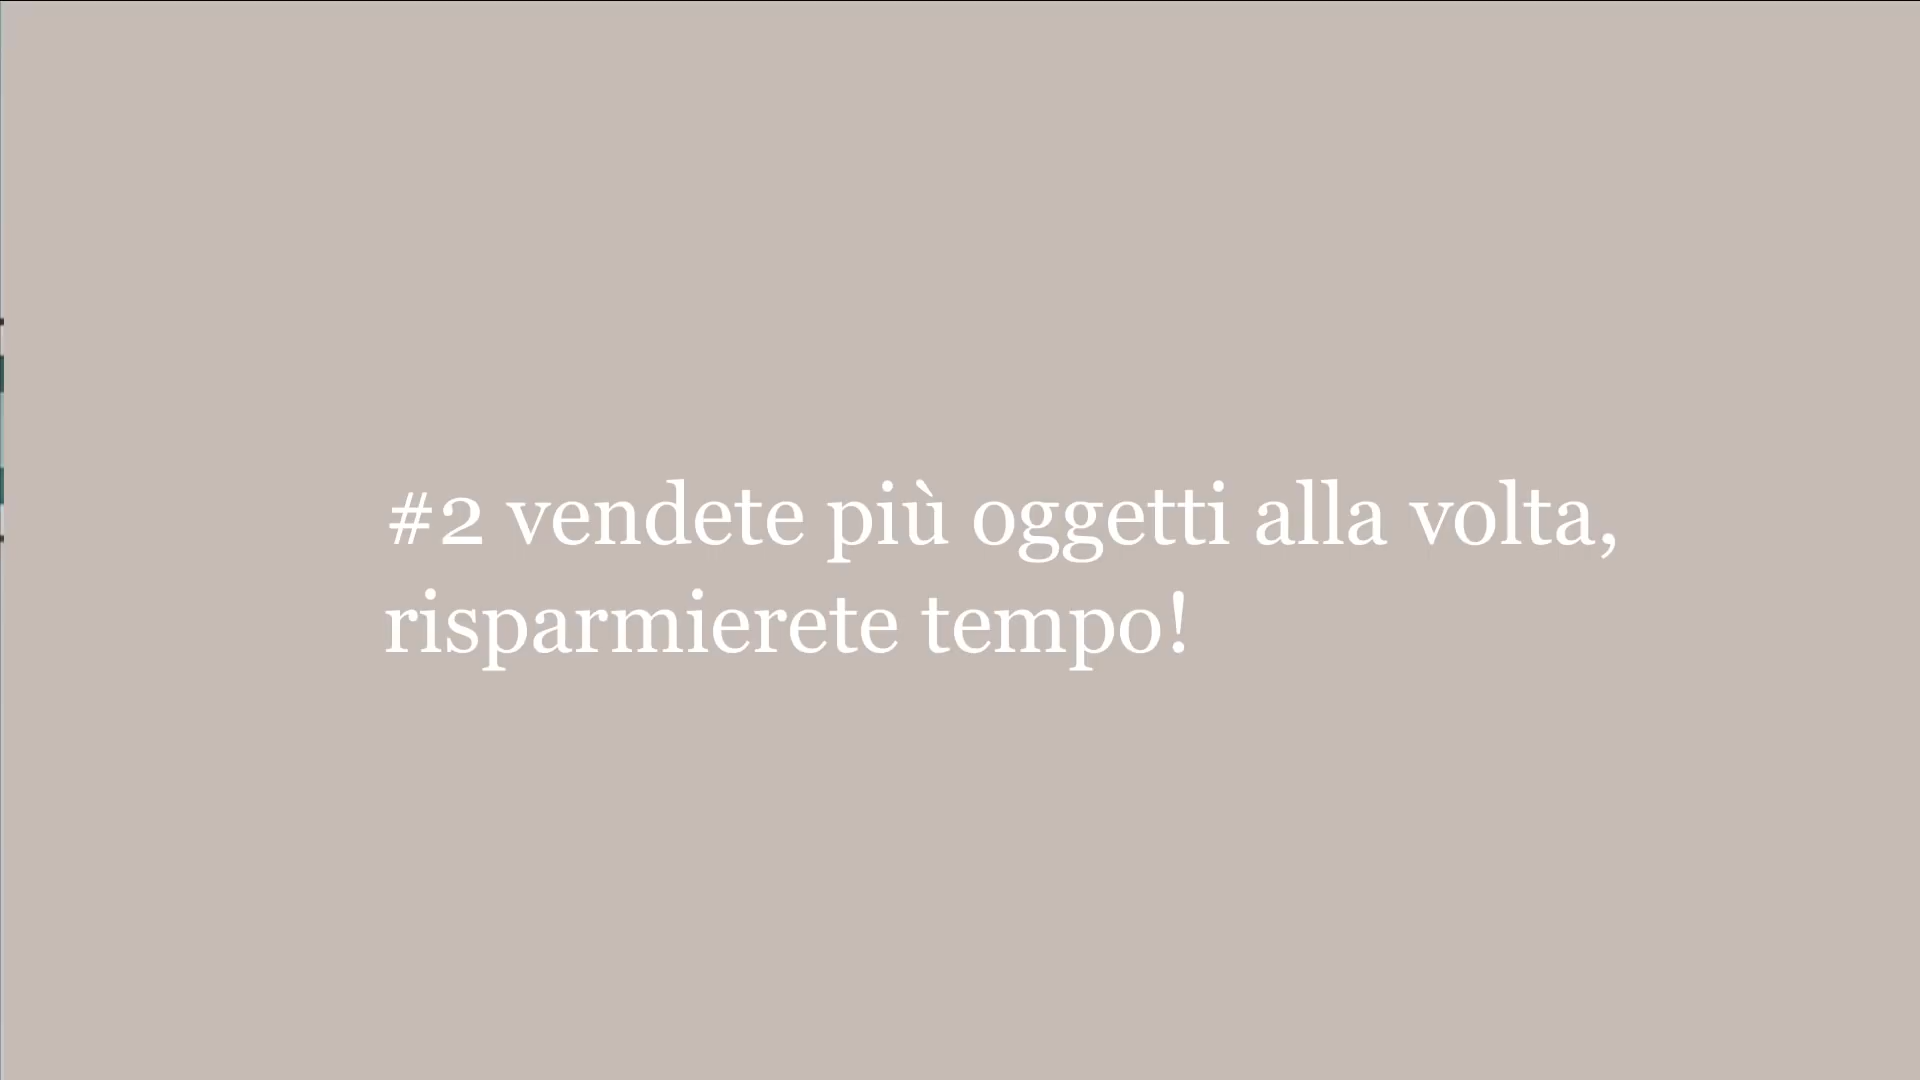 #2 vendete più oggetti alla volta,
risparmierete tempo!